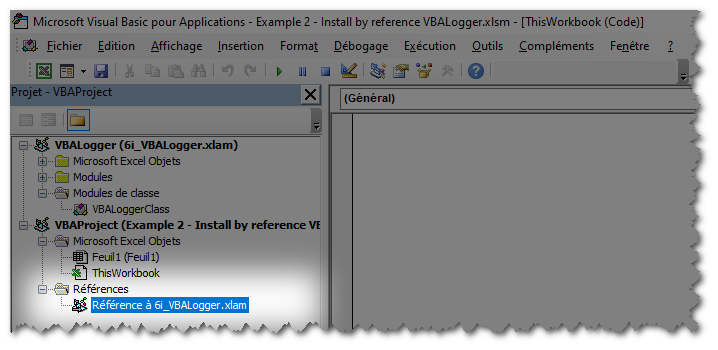 Microsoft Visual Basic pour Applications - Example 2 - Install by reference VBALogger.xlsm - [ThisWorkbook (Code)]
Fichier Edition Affichage Insertion Format Débogage Exécution Outils Compléments Fenêtre ?
Projet - VBAProject
(Général)
VBALogger (6i_VBALogger.xlam)
Microsoft Excel Objets
Modules
Modules de classe
VBALoggerClass
VBAProject (Example 2 - Install by reference VB
Microsoft Excel Objets
Feuil1 (Feuil1)
ThisWorkbook
Références
Référence à 6i_VBALogger.xlam